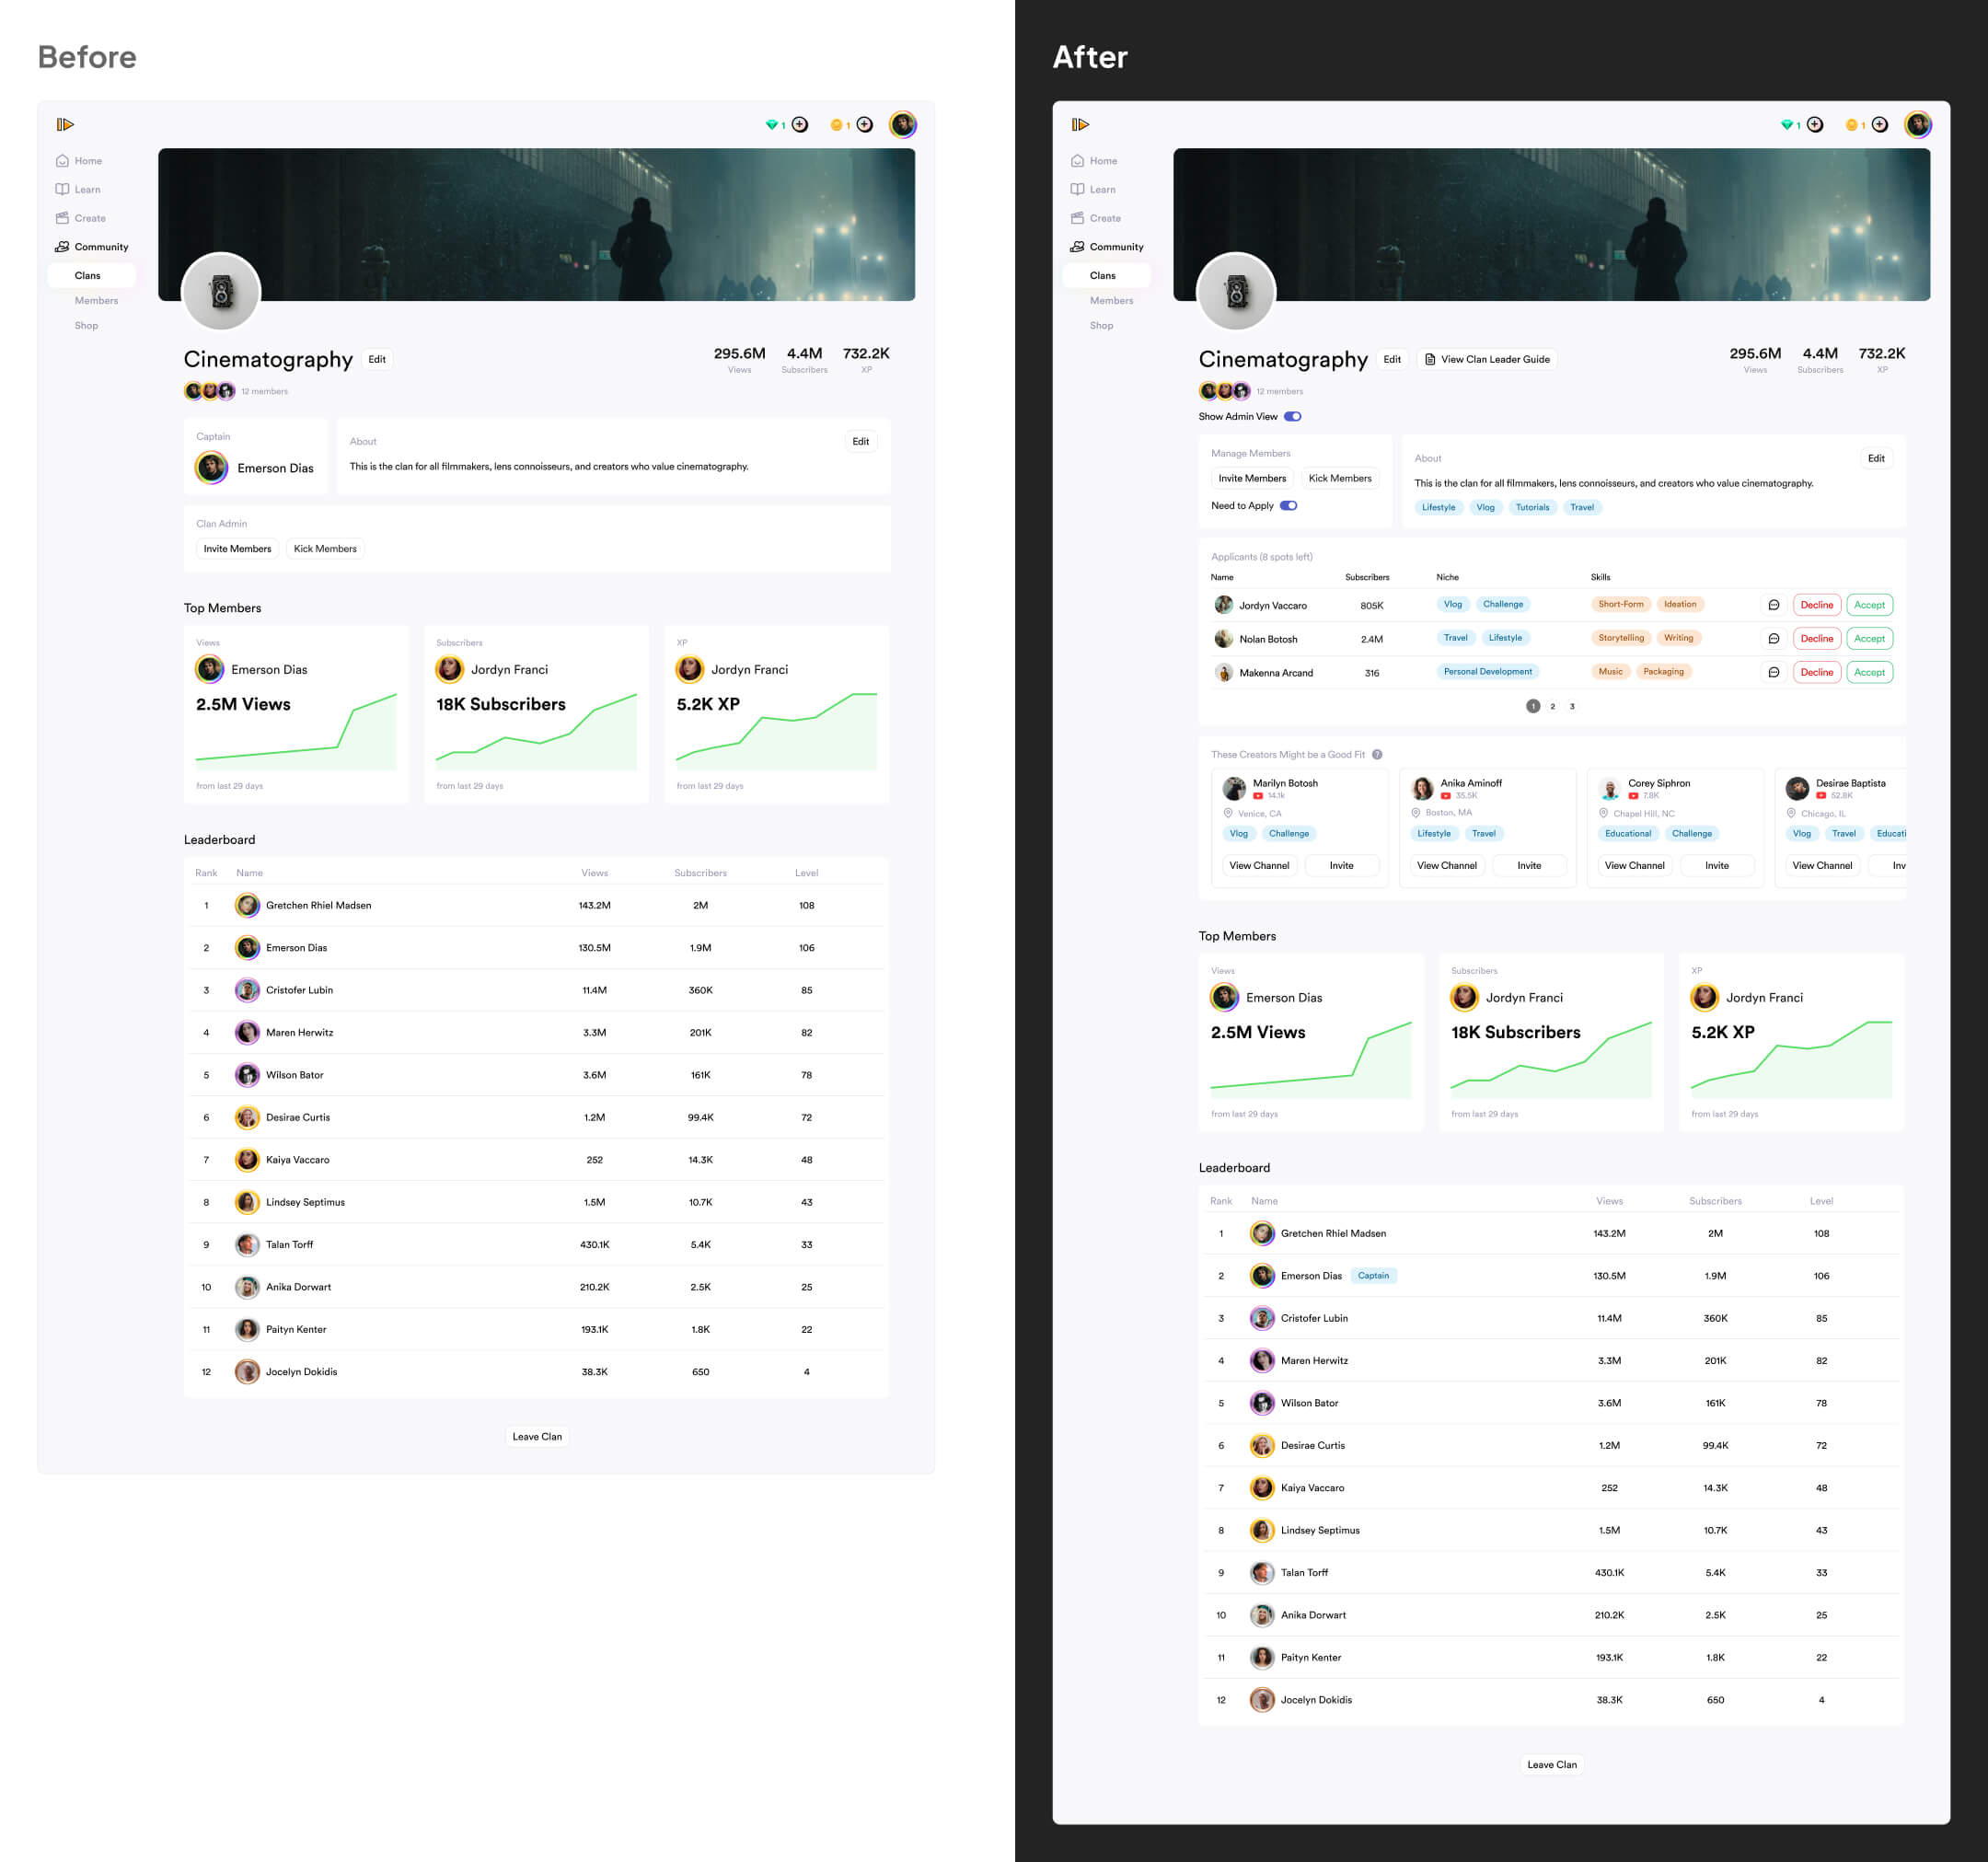 Before
1
1
Home
Learn
Create
Community
Clans
Members
Shop
Cinematography
Edit
295.6M
4.4M
732.2K
Views
Subscribers
XP
12 members
Captain
Emerson Dias
About
Edit
This is the clan for all filmmakers, lens connoisseurs, and creators who value cinematography.
Clan Admin
Invite Members
Kick Members
Top Members
Views
Emerson Dias
2.5M Views
from last 29 days
Subscribers
Jordyn Franci
18K Subscribers
from last 29 days
XP
Jordyn Franci
5.2K XP
from last 29 days
Leaderboard
Rank Name Views Subscribers Level
1 Gretchen Rhiel Madsen 143.2M 2M 108
2 Emerson Dias 130.5M 1.9M 106
3 Cristofer Lubin 11.4M 360K 85
4 Maren Herwitz 3.3M 201K 82
5 Wilson Bator 3.6M 161K 78
6 Desirae Curtis 1.2M 99.4K 72
7 Kaiya Vaccaro 252 14.3K 48
8 Lindsey Septimus 1.5M 10.7K 43
9 Talan Torff 430.1K 5.4K 33
10 Anika Dorwart 210.2K 2.5K 25
11 Paityn Kenter 193.1K 1.8K 22
12 Jocelyn Dokidis 38.3K 650 4
Leave Clan
After
1
1
Home
Learn
Create
Community
Clans
Members
Shop
Cinematography
Edit
View Clan Leader Guide
295.6M
4.4M
732.2K
Views
Subscribers
XP
12 members
Show Admin View
Manage Members
Invite Members
Kick Members
Need to Apply
About
Edit
This is the clan for all filmmakers, lens connoisseurs, and creators who value cinematography.
Lifestyle Vlog Tutorials Travel
Applicants (8 spots left)
Name Subscribers Niche Skills
Jordyn Vaccaro 805K Vlog Challenge Short-Form Ideation Decline Accept
Nolan Botosh 2.4M Travel Lifestyle Storytelling Writing Decline Accept
Makenna Arcand 316 Personal Development Music Packaging Decline Accept
1 2 3
These Creators Might be a Good Fit ?
Marilyn Botosh
14.1k
Venice, CA
Vlog Challenge
View Channel Invite
Anika Aminoff
35.5K
Boston, MA
Lifestyle Travel
View Channel Invite
Corey Siphron
7.8K
Chapel Hill, NC
Educational Challenge
View Channel Invite
Desirae Baptista
52.8K
Chicago, IL
Vlog Travel Educati
View Channel Inv
Top Members
Views
Emerson Dias
2.5M Views
from last 29 days
Subscribers
Jordyn Franci
18K Subscribers
from last 29 days
XP
Jordyn Franci
5.2K XP
from last 29 days
Leaderboard
Rank Name Views Subscribers Level
1 Gretchen Rhiel Madsen 143.2M 2M 108
2 Emerson Dias Captain 130.5M 1.9M 106
3 Cristofer Lubin 11.4M 360K 85
4 Maren Herwitz 3.3M 201K 82
5 Wilson Bator 3.6M 161K 78
6 Desirae Curtis 1.2M 99.4K 72
7 Kaiya Vaccaro 252 14.3K 48
8 Lindsey Septimus 1.5M 10.7K 43
9 Talan Torff 430.1K 5.4K 33
10 Anika Dorwart 210.2K 2.5K 25
11 Paityn Kenter 193.1K 1.8K 22
12 Jocelyn Dokidis 38.3K 650 4
Leave Clan